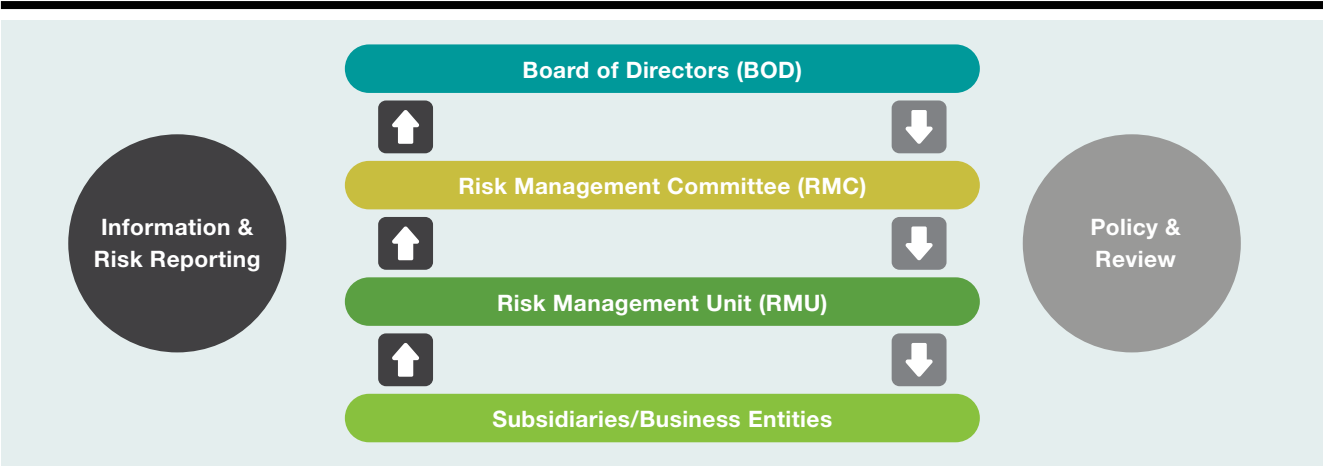 Board of Directors (BOD)
Risk Management Committee (RMC)
Information &
Risk Reporting
Policy &
Review
Risk Management Unit (RMU)
Subsidiaries/Business Entities